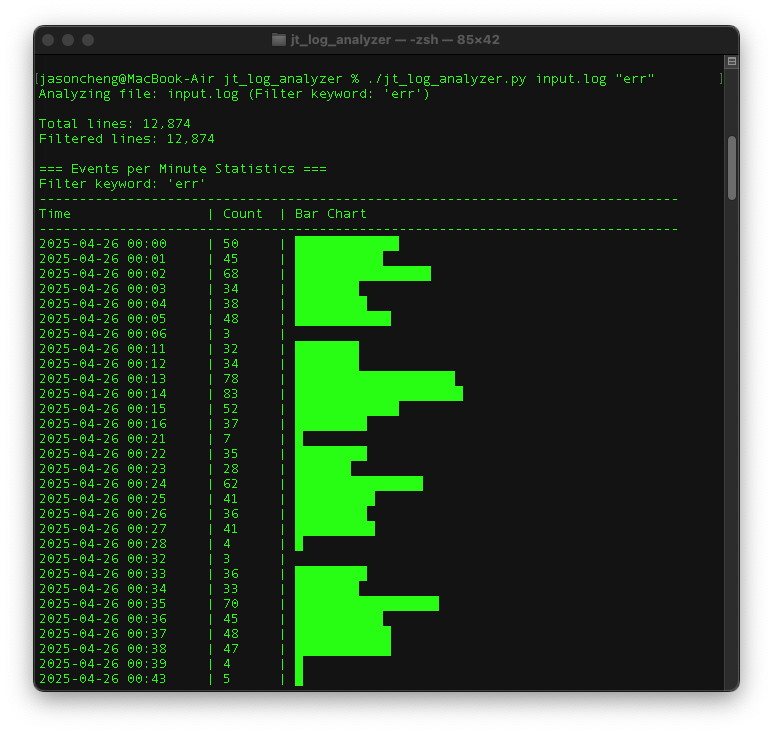 jt_log_analyzer — -zsh — 85×42
[jasoncheng@MacBook-Air jt_log_analyzer % ./jt_log_analyzer.py input.log "err" ]
Analyzing file: input.log (Filter keyword: 'err')
Total lines: 12,874
Filtered lines: 12,874
=== Events per Minute Statistics ===
Filter keyword: 'err'
--------------------------------------------------------------------------------
Time | Count | Bar Chart
--------------------------------------------------------------------------------
2025-04-26 00:00 | 50 |
2025-04-26 00:01 | 45 |
2025-04-26 00:02 | 68 |
2025-04-26 00:03 | 34 |
2025-04-26 00:04 | 38 |
2025-04-26 00:05 | 48 |
2025-04-26 00:06 | 3 |
2025-04-26 00:11 | 32 |
2025-04-26 00:12 | 34 |
2025-04-26 00:13 | 78 |
2025-04-26 00:14 | 83 |
2025-04-26 00:15 | 52 |
2025-04-26 00:16 | 37 |
2025-04-26 00:21 | 7 |
2025-04-26 00:22 | 35 |
2025-04-26 00:23 | 28 |
2025-04-26 00:24 | 62 |
2025-04-26 00:25 | 41 |
2025-04-26 00:26 | 36 |
2025-04-26 00:27 | 41 |
2025-04-26 00:28 | 4 |
2025-04-26 00:32 | 3 |
2025-04-26 00:33 | 36 |
2025-04-26 00:34 | 33 |
2025-04-26 00:35 | 70 |
2025-04-26 00:36 | 45 |
2025-04-26 00:37 | 48 |
2025-04-26 00:38 | 47 |
2025-04-26 00:39 | 4 |
2025-04-26 00:43 | 5 |